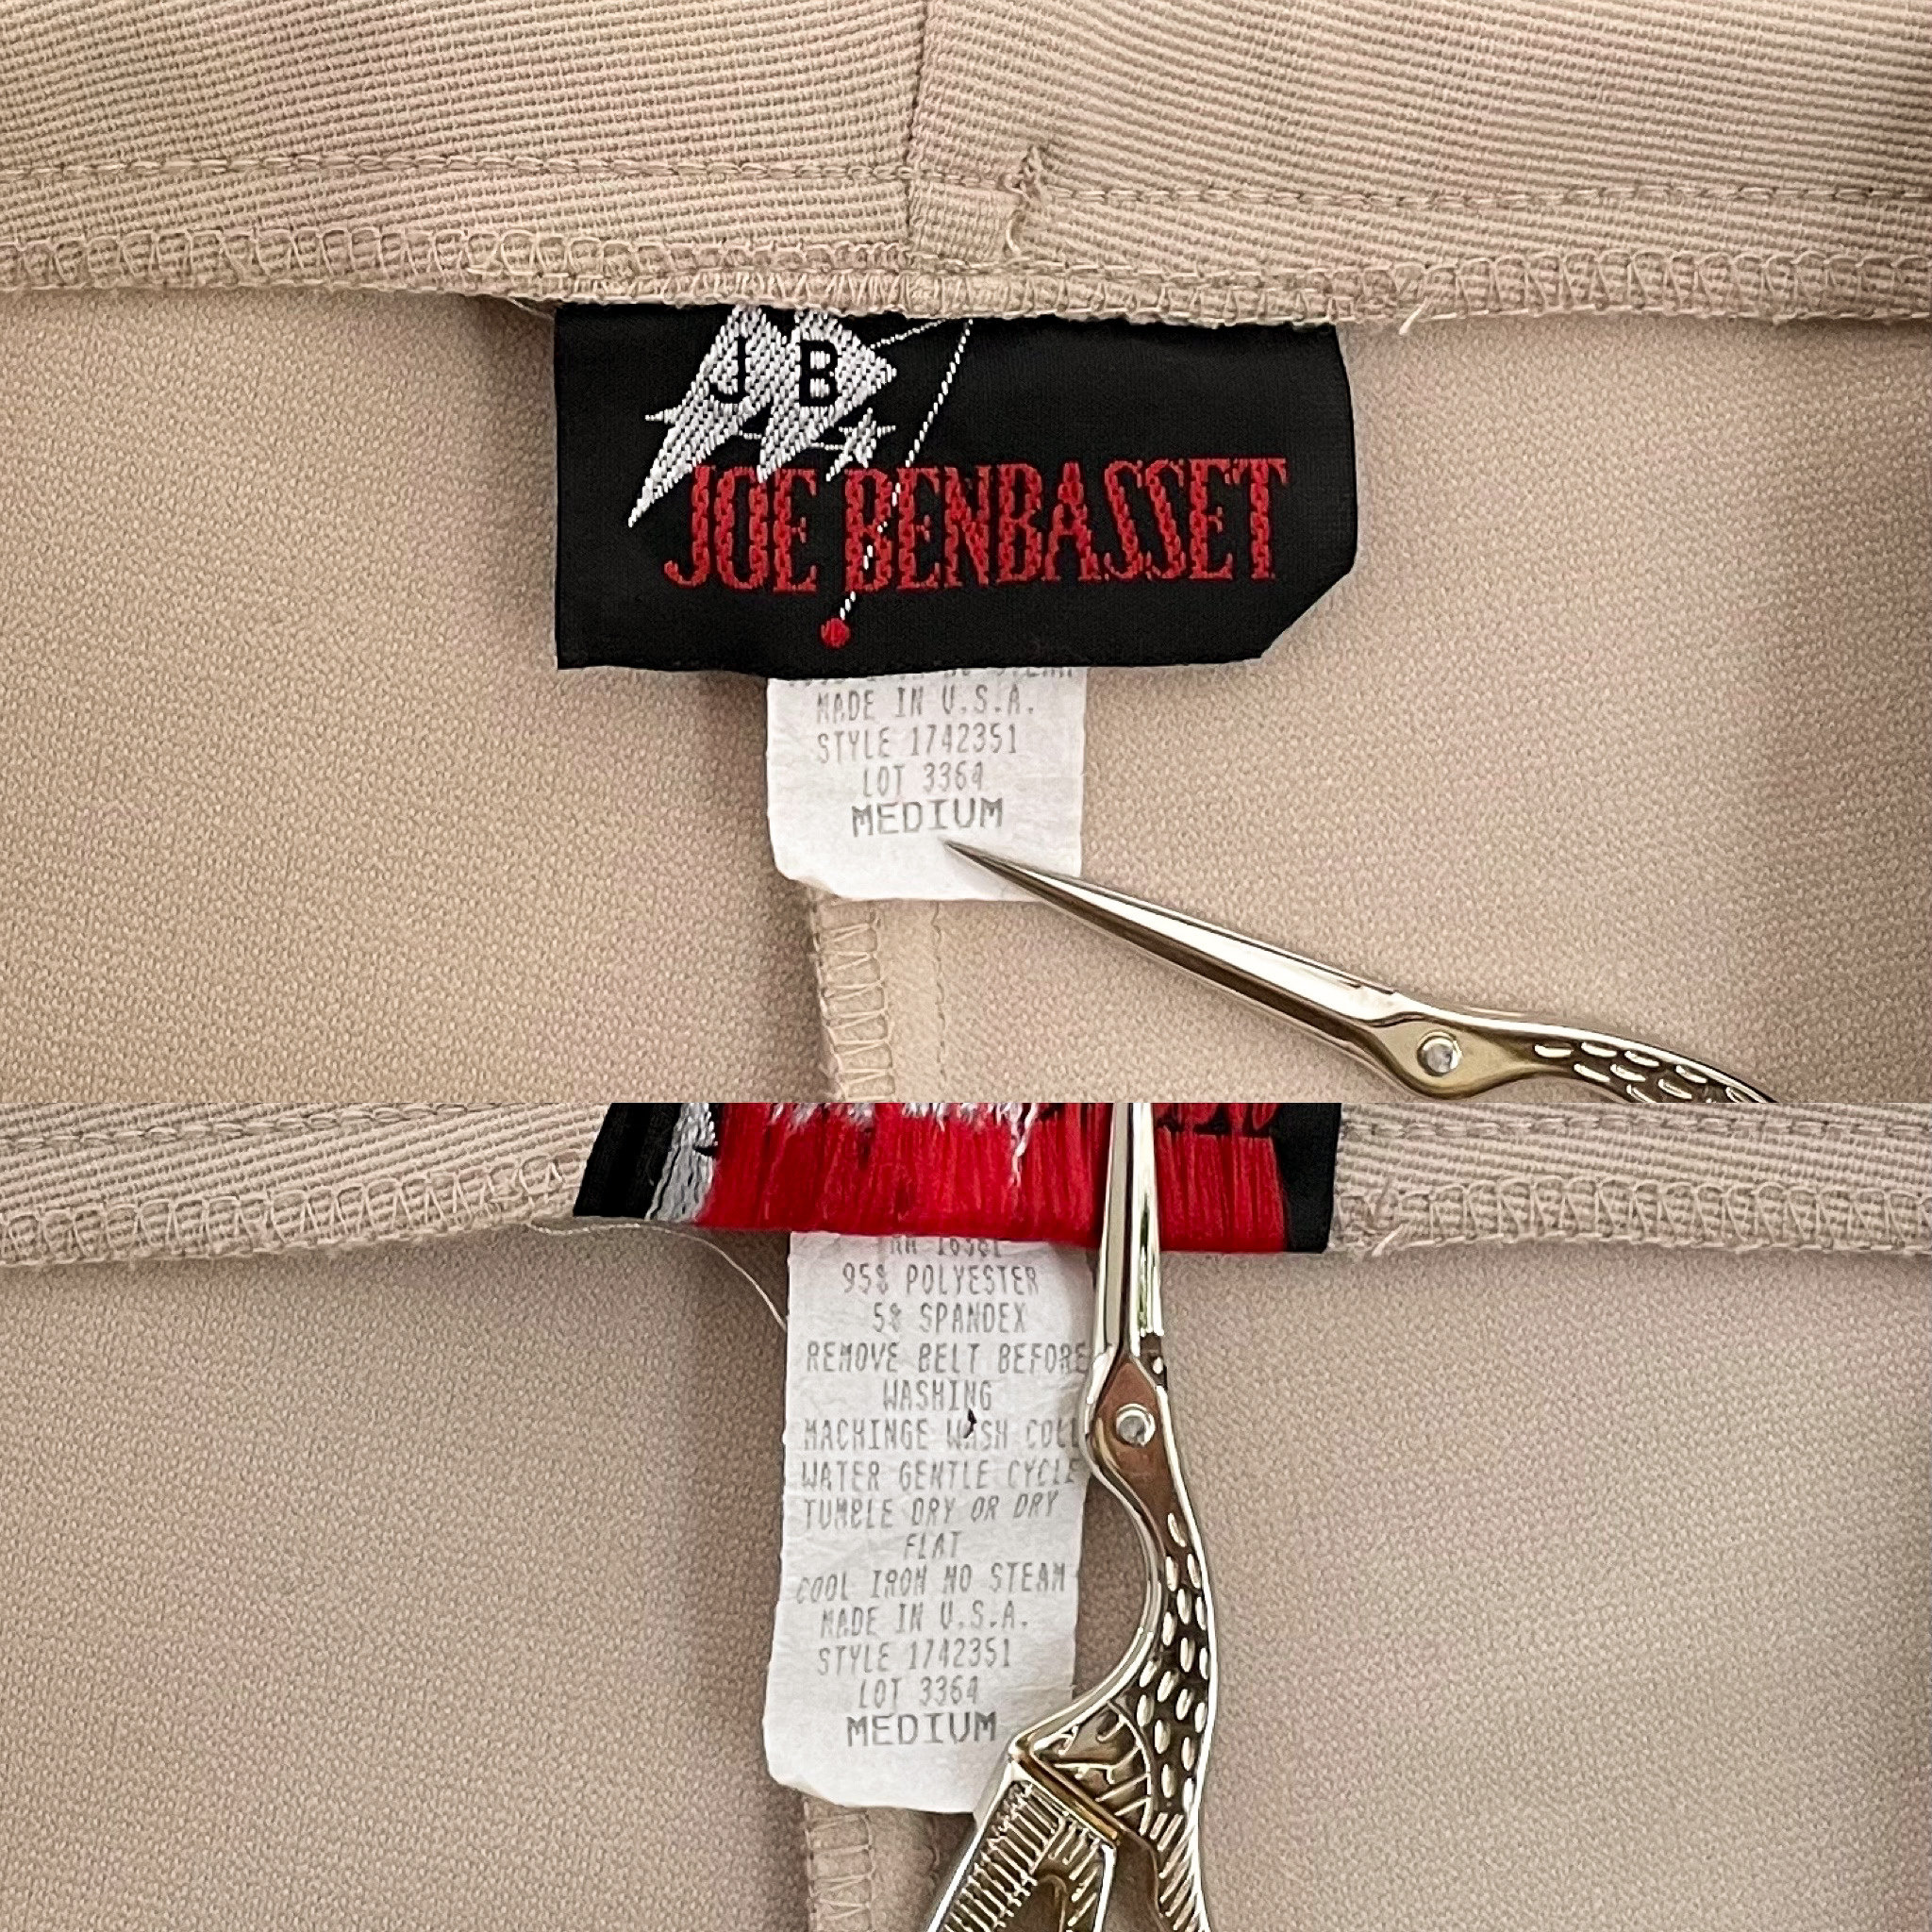 J B
JOE BENBASSET
MADE IN U.S.A.
STYLE 1742351
LOT 3364
MEDIUM
95% POLYESTER
5% SPANDEX
REMOVE BELT BEFORE
WASHING
MACHINGE WASH COLL
WATER GENTLE CYCLE
TUMBLE DRY OR DRY
FLAT
COOL IRON NO STEAM
MADE IN U.S.A.
STYLE 1742351
LOT 3364
MEDIUM